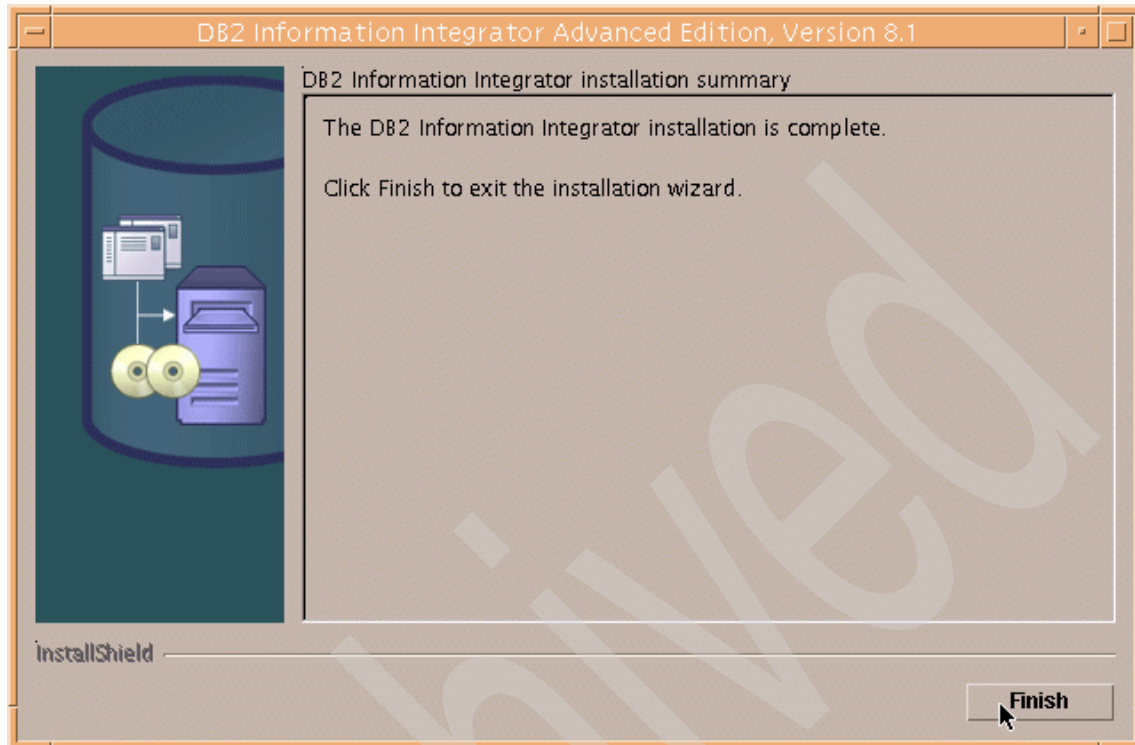 DB2 Information Integrator Advanced Edition, Version 8.1
DB2 Information Integrator installation summary
The DB2 Information Integrator installation is complete.
Click Finish to exit the installation wizard.
InstallShield
Finish
hived